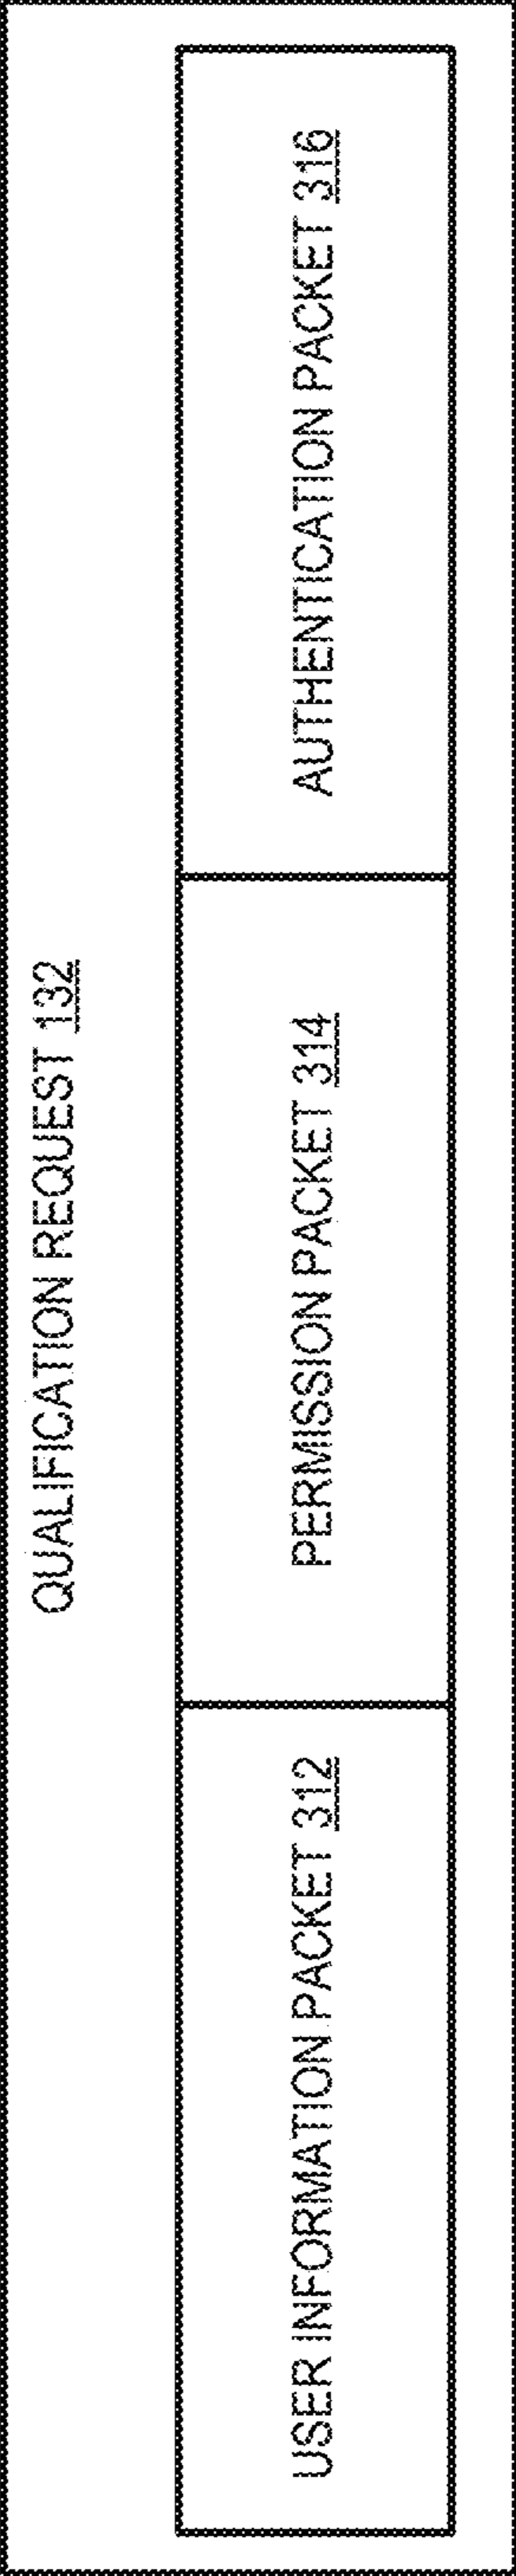 QUALIFICATION REQUEST 132
USER INFORMATION PACKET 312
PERMISSION PACKET 314
AUTHENTICATION PACKET 316